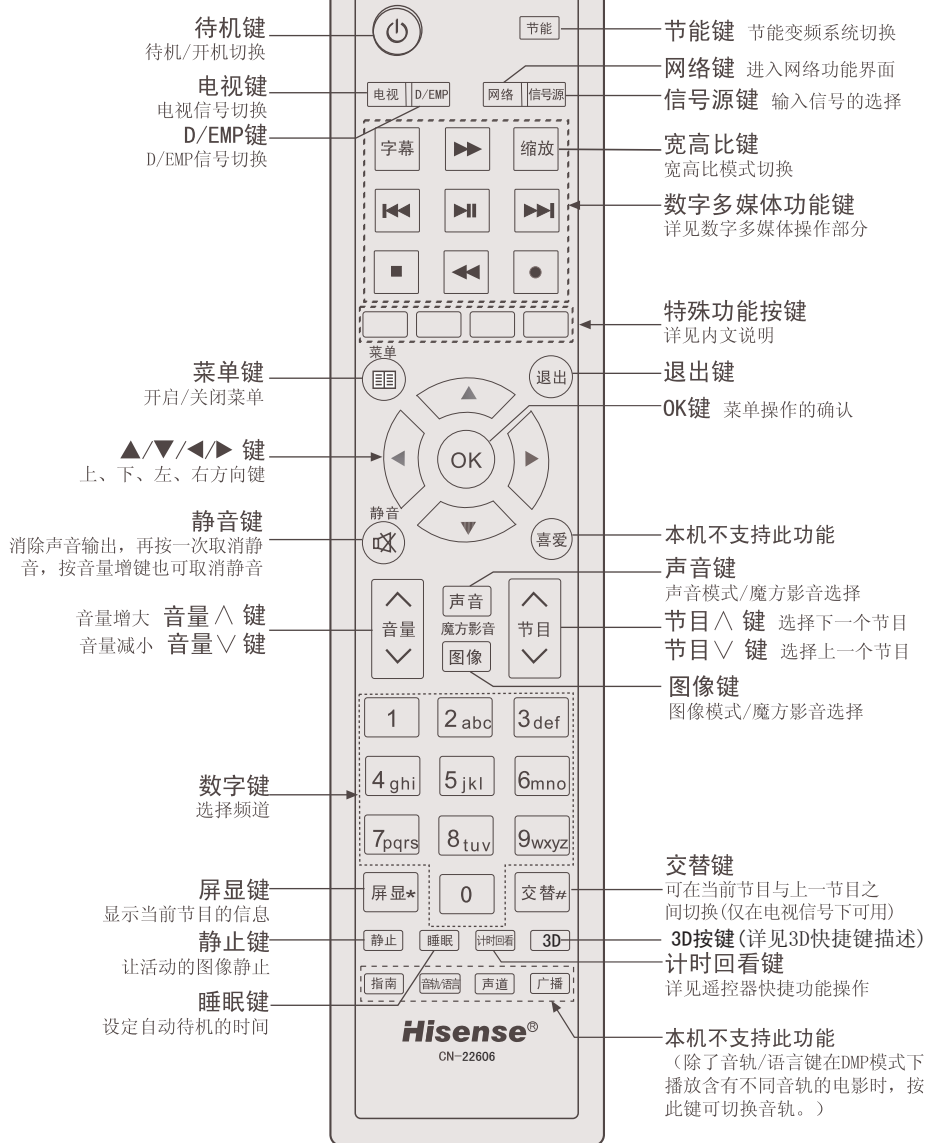 待机键
待机/开机切换
电视键
电视信号切换
D/EMP键
D/EMP信号切换
节能
节能键 节能变频系统切换
网络键 进入网络功能界面
信号源键 输入信号的选择
电视 D/EMP 网络 信号源
字幕 缩放
宽高比键
宽高比模式切换
数字多媒体功能键
详见数字多媒体操作部分
特殊功能按键
详见内文说明
菜单
菜单键
开启/关闭菜单
退出
退出键
OK键 菜单操作的确认
▲/▼/◀/▶ 键
上、下、左、右方向键
OK
静音
静音键
消除声音输出，再按一次取消静
音，按音量增键也可取消静音
喜爱
本机不支持此功能
声音键
声音模式/魔方影音选择
音量增大 音量∧键
音量减小 音量∨键
音量
声音
魔方影音
图像
节目
节目∧ 键 选择下一个节目
节目∨ 键 选择上一个节目
图像键
图像模式/魔方影音选择
1 2 abc 3 def
4 ghi 5 jkl 6mno
7pqrs 8 tuv 9wxyz
数字键
选择频道
屏显* 0 交替#
屏显键
显示当前节目的信息
交替键
可在当前节目与上一节目之
间切换(仅在电视信号下可用)
静止 睡眠 计时回看 3D
静止键
让活动的图像静止
3D按键(详见3D快捷键描述)
计时回看键
详见遥控器快捷功能操作
指南 音轨/语言 声道 广播
睡眠键
设定自动待机的时间
Hisense®
CN-22606
本机不支持此功能
（除了音轨/语言键在DMP模式下
播放含有不同音轨的电影时，按
此键可切换音轨。）